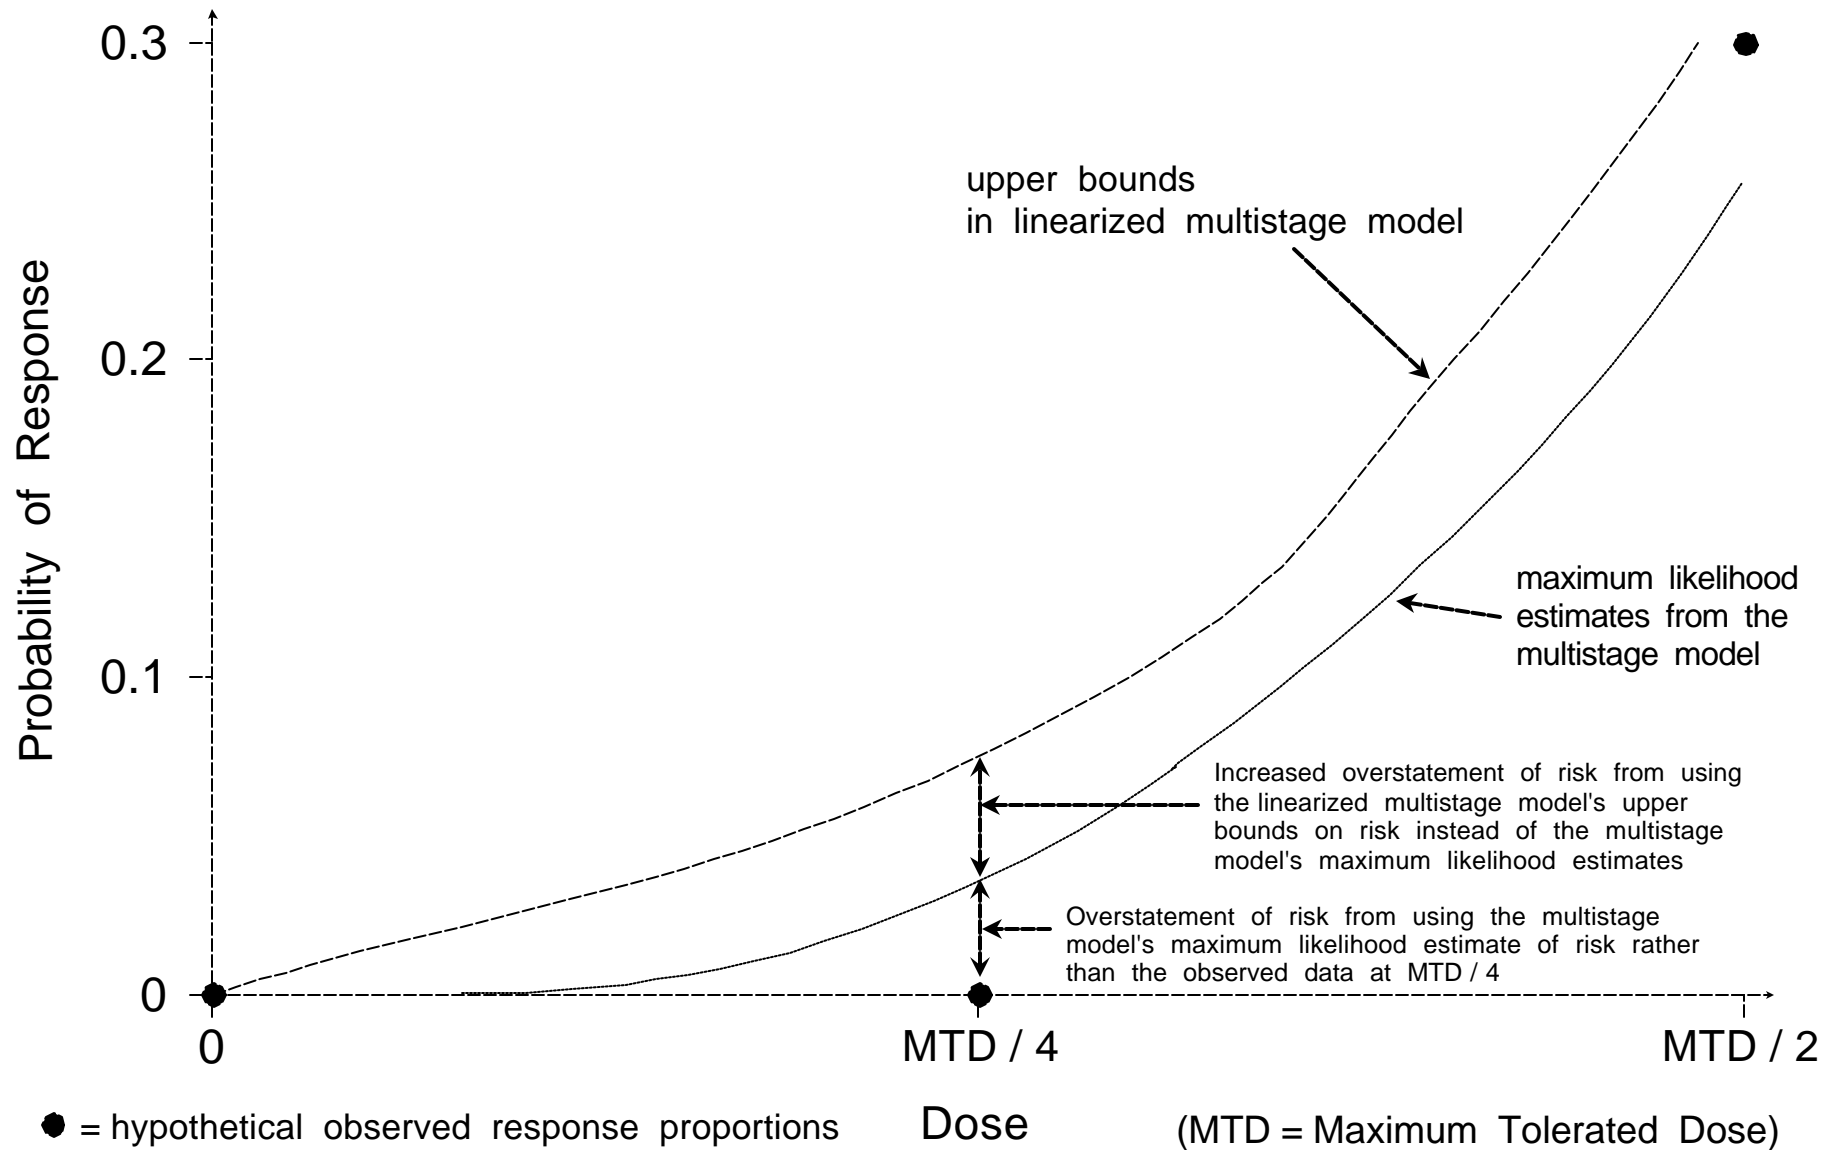 0.3
upper bounds
in linearized multistage model
0.2
Probability of Response
maximum likelihood
estimates from the
multistage model
0.1
Increased overstatement of risk from using
the linearized multistage model's upper
bounds on risk instead of the multistage
model's maximum likelihood estimates
Overstatement of risk from using the multistage
model's maximum likelihood estimate of risk rather
than the observed data at MTD / 4
0
0
MTD / 4
MTD / 2
= hypothetical observed response proportions
Dose
(MTD = Maximum Tolerated Dose)